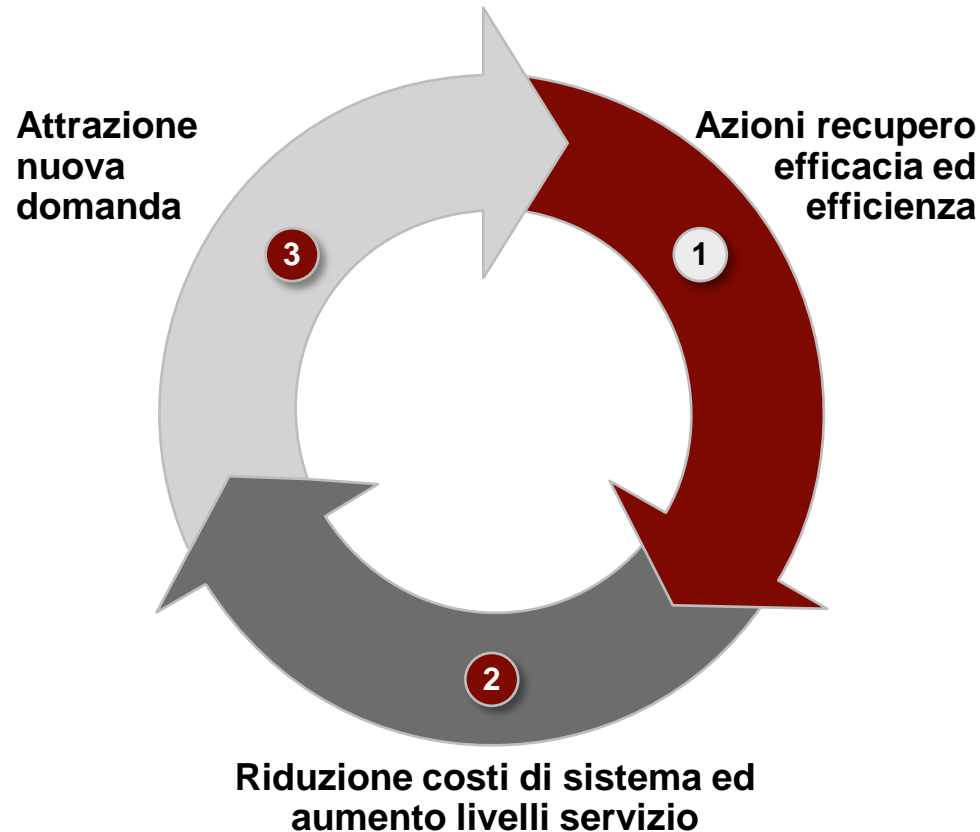 Attrazione
nuova
domanda
3
Azioni recupero
efficacia ed
efficienza
1
2
Riduzione costi di sistema ed
aumento livelli servizio